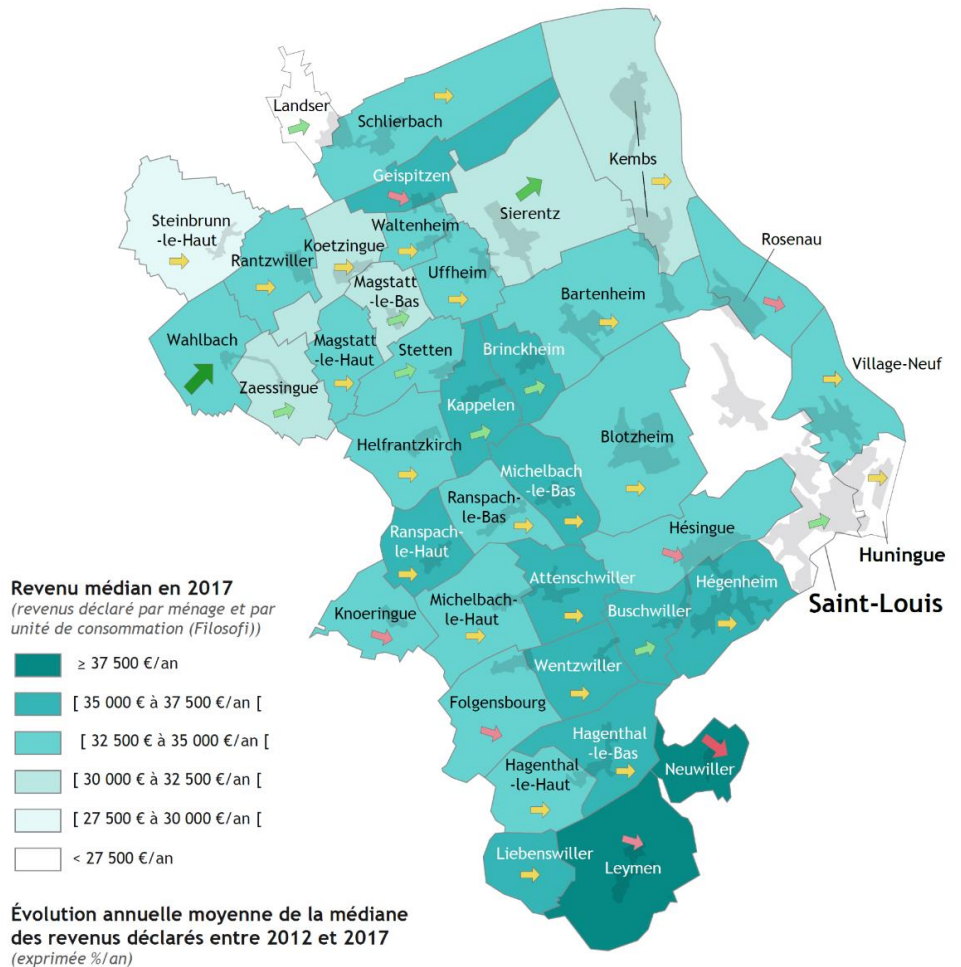 Landser
Schlierbach
Kembs
Geispitzen
Sierentz
Steinbrunn
-le-Haut
Waltenheim
Koetzingue
Rosenau
Rantzwiller
Uffheim
Magstatt
-le-Bas
Bartenheim
Wahlbach
Magstatt
-le-Haut
Stetten
Brinckheim
Village-Neuf
Zaessingue
Kappelen
Helfrantzkirch
Blotzheim
Michelbach
-le-Bas
Ranspach-
le-Bas
Ranspach-
le-Haut
Hésingue
Huningue
Attenschwiller
Hégenheim
Saint-Louis
Knoeringue
Michelbach-
le-Haut
Buschwiller
Wentzwiller
Folgensbourg
Hagenthal
-le-Bas
Neuwiller
Hagenthal
-le-Haut
Liebenswiller
Leymen
Revenu médian en 2017
(revenus déclaré par ménage et par
unité de consommation (Filosofi))
≥ 37 500 €/an
[ 35 000 € à 37 500 €/an [
[ 32 500 € à 35 000 €/an [
[ 30 000 € à 32 500 €/an [
[ 27 500 € à 30 000 €/an [
< 27 500 €/an
Évolution annuelle moyenne de la médiane
des revenus déclarés entre 2012 et 2017
(exprimée %/an)